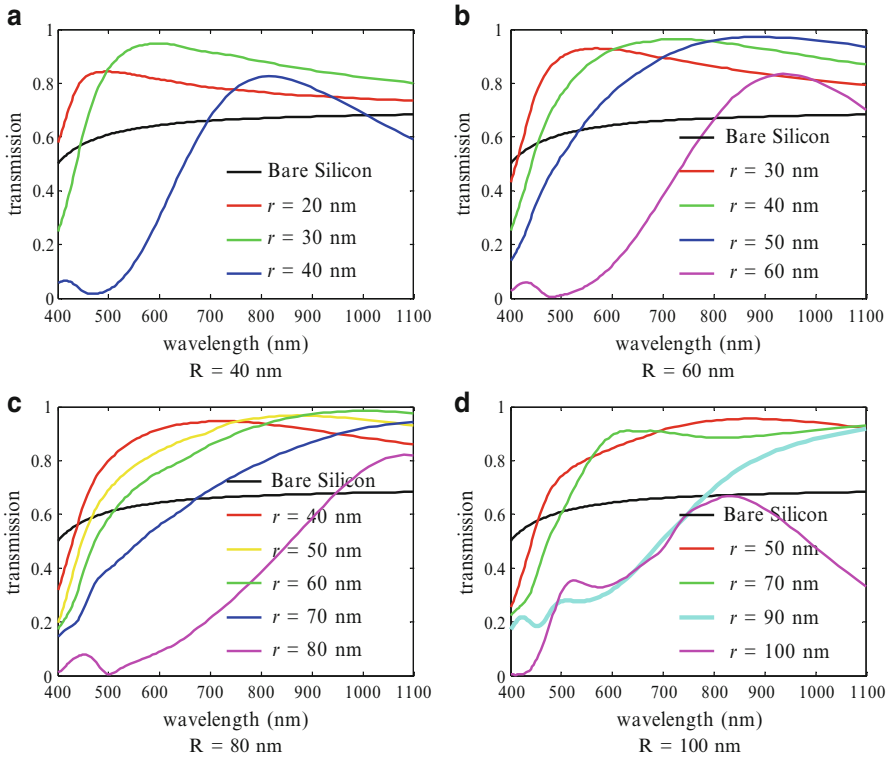 a
1
0.8
0.6
0.4
0.2
0
transmission
Bare Silicon
r = 20 nm
r = 30 nm
r = 40 nm
400 500 600 700 800 900 1000 1100
wavelength (nm)
R = 40 nm
b
1
0.8
0.6
0.4
0.2
0
transmission
Bare Silicon
r = 30 nm
r = 40 nm
r = 50 nm
r = 60 nm
400 500 600 700 800 900 1000 1100
wavelength (nm)
R = 60 nm
c
1
0.8
0.6
0.4
0.2
0
transmission
Bare Silicon
r = 40 nm
r = 50 nm
r = 60 nm
r = 70 nm
r = 80 nm
400 500 600 700 800 900 1000 1100
wavelength (nm)
R = 80 nm
d
1
0.8
0.6
0.4
0.2
0
transmission
Bare Silicon
r = 50 nm
r = 70 nm
r = 90 nm
r = 100 nm
400 500 600 700 800 900 1000 1100
wavelength (nm)
R = 100 nm